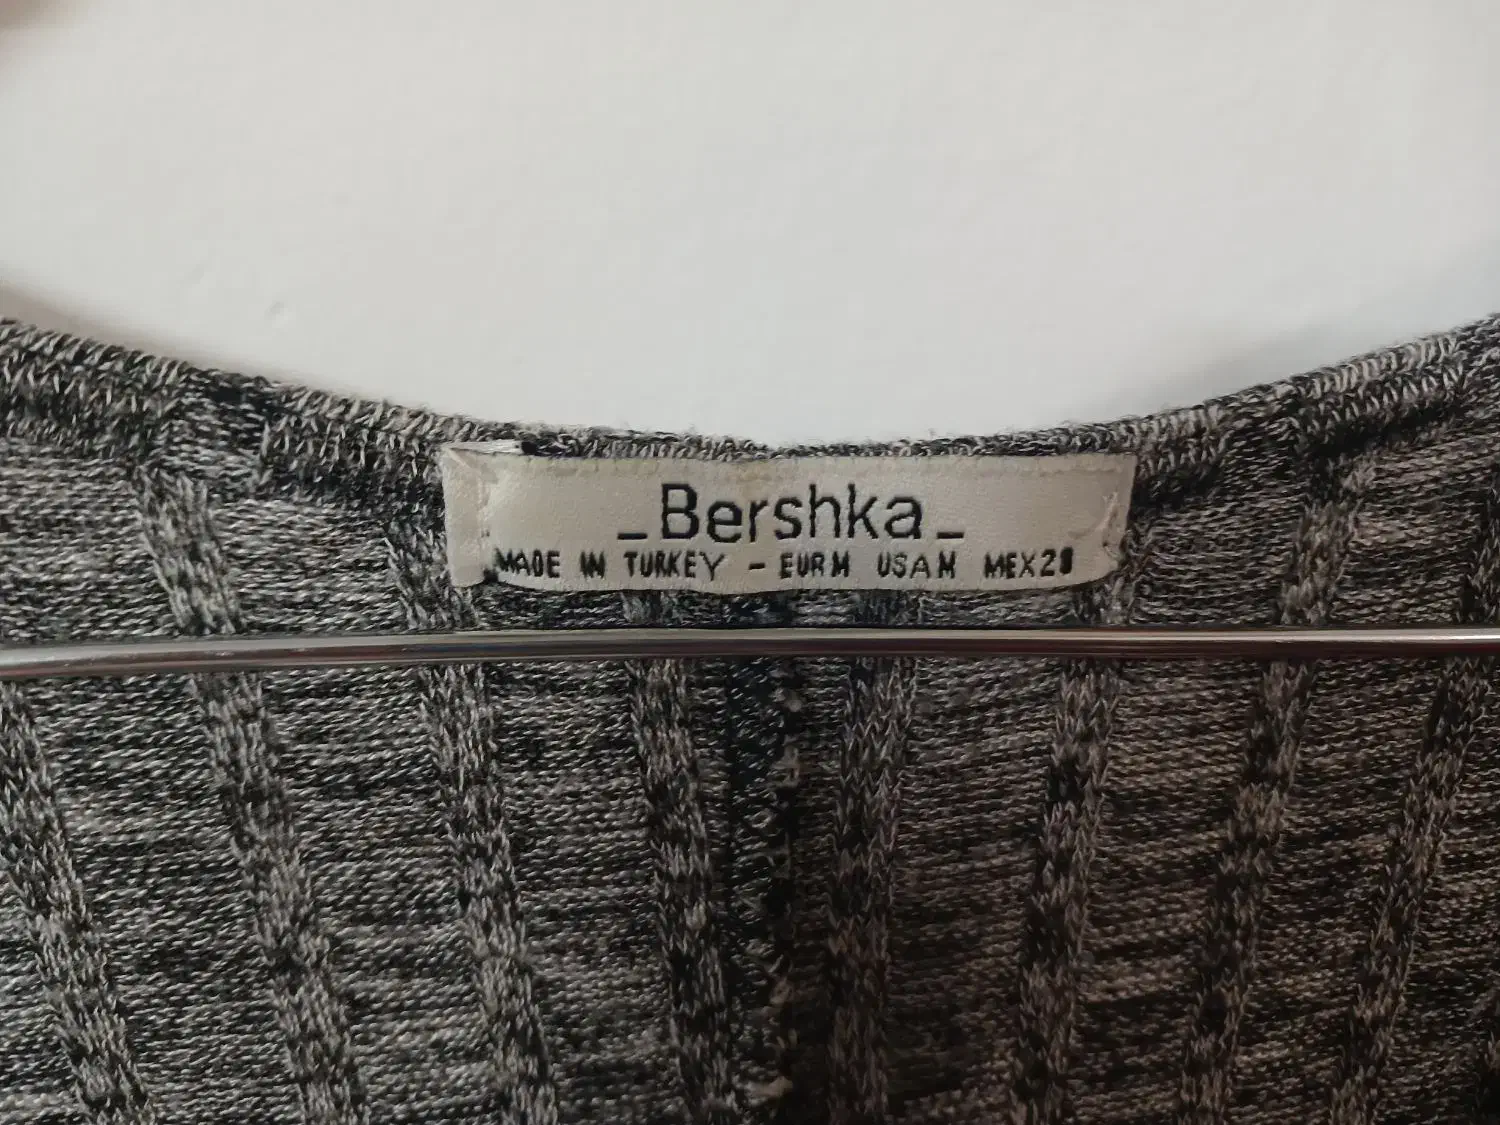 _Bershka_
MADE IN TURKEY - EUR M USA M MEX 28